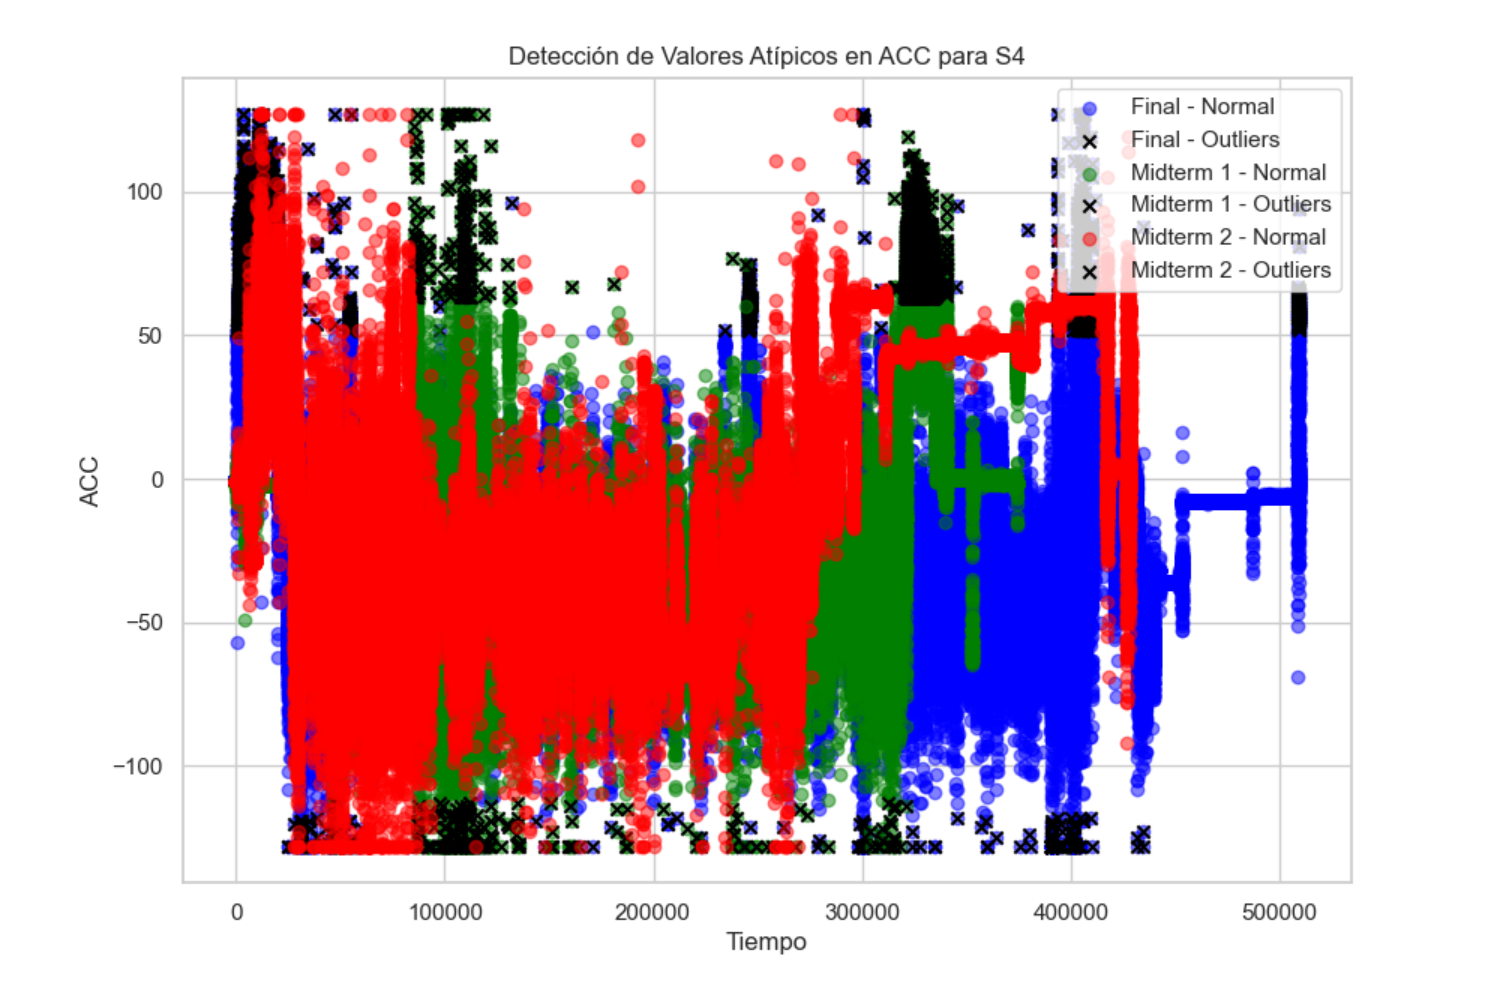 Detección de Valores Atípicos en ACC para S4
Final - Normal
Final - Outliers
Midterm 1 - Normal
Midterm 1 - Outliers
Midterm 2 - Normal
Midterm 2 - Outliers
ACC
100
50
0
−50
−100
0
100000
200000
300000
400000
500000
Tiempo